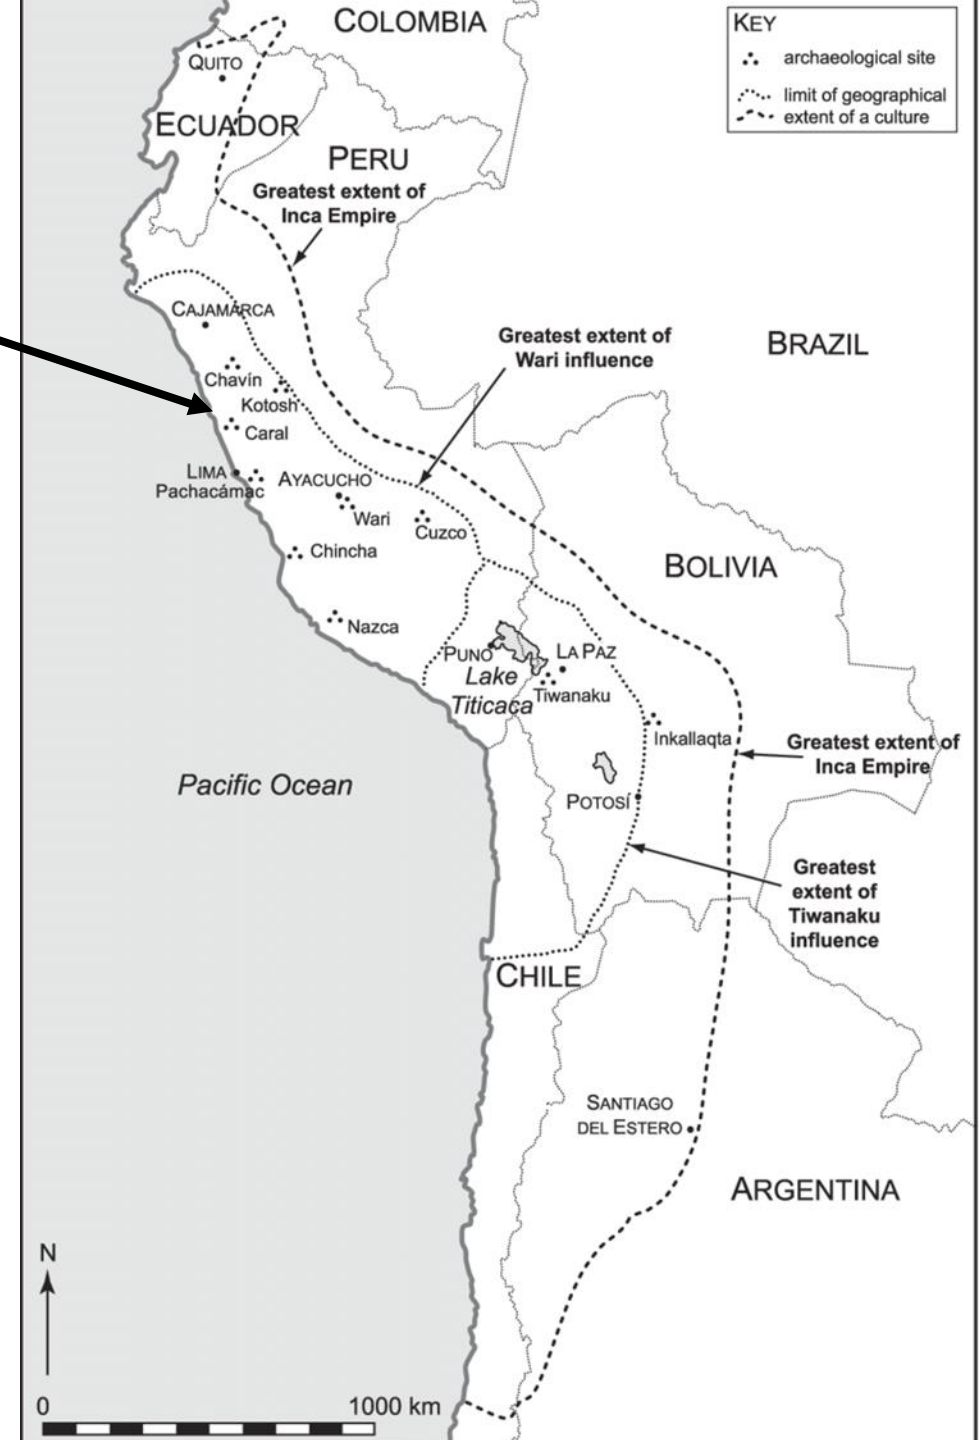 COLOMBIA
KEY
archaeological site
limit of geographical
extent of a culture
QUITO
ECUADOR
PERU
Greatest extent of
Inca Empire
CAJAMARCA
Greatest extent of
Wari influence
BRAZIL
Chavín
Kotosh
Caral
LIMA
Pachacámac
AYACUCHO
Wari
Cuzco
Chincha
BOLIVIA
Nazca
PUNO
Lake
Titicaca
LA PAZ
Tiwanaku
Inkallaqta
Greatest extent of
Inca Empire
Pacific Ocean
POTOSÍ
Greatest
extent of
Tiwanaku
influence
CHILE
SANTIAGO
DEL ESTERO
ARGENTINA
N
0 1000 km